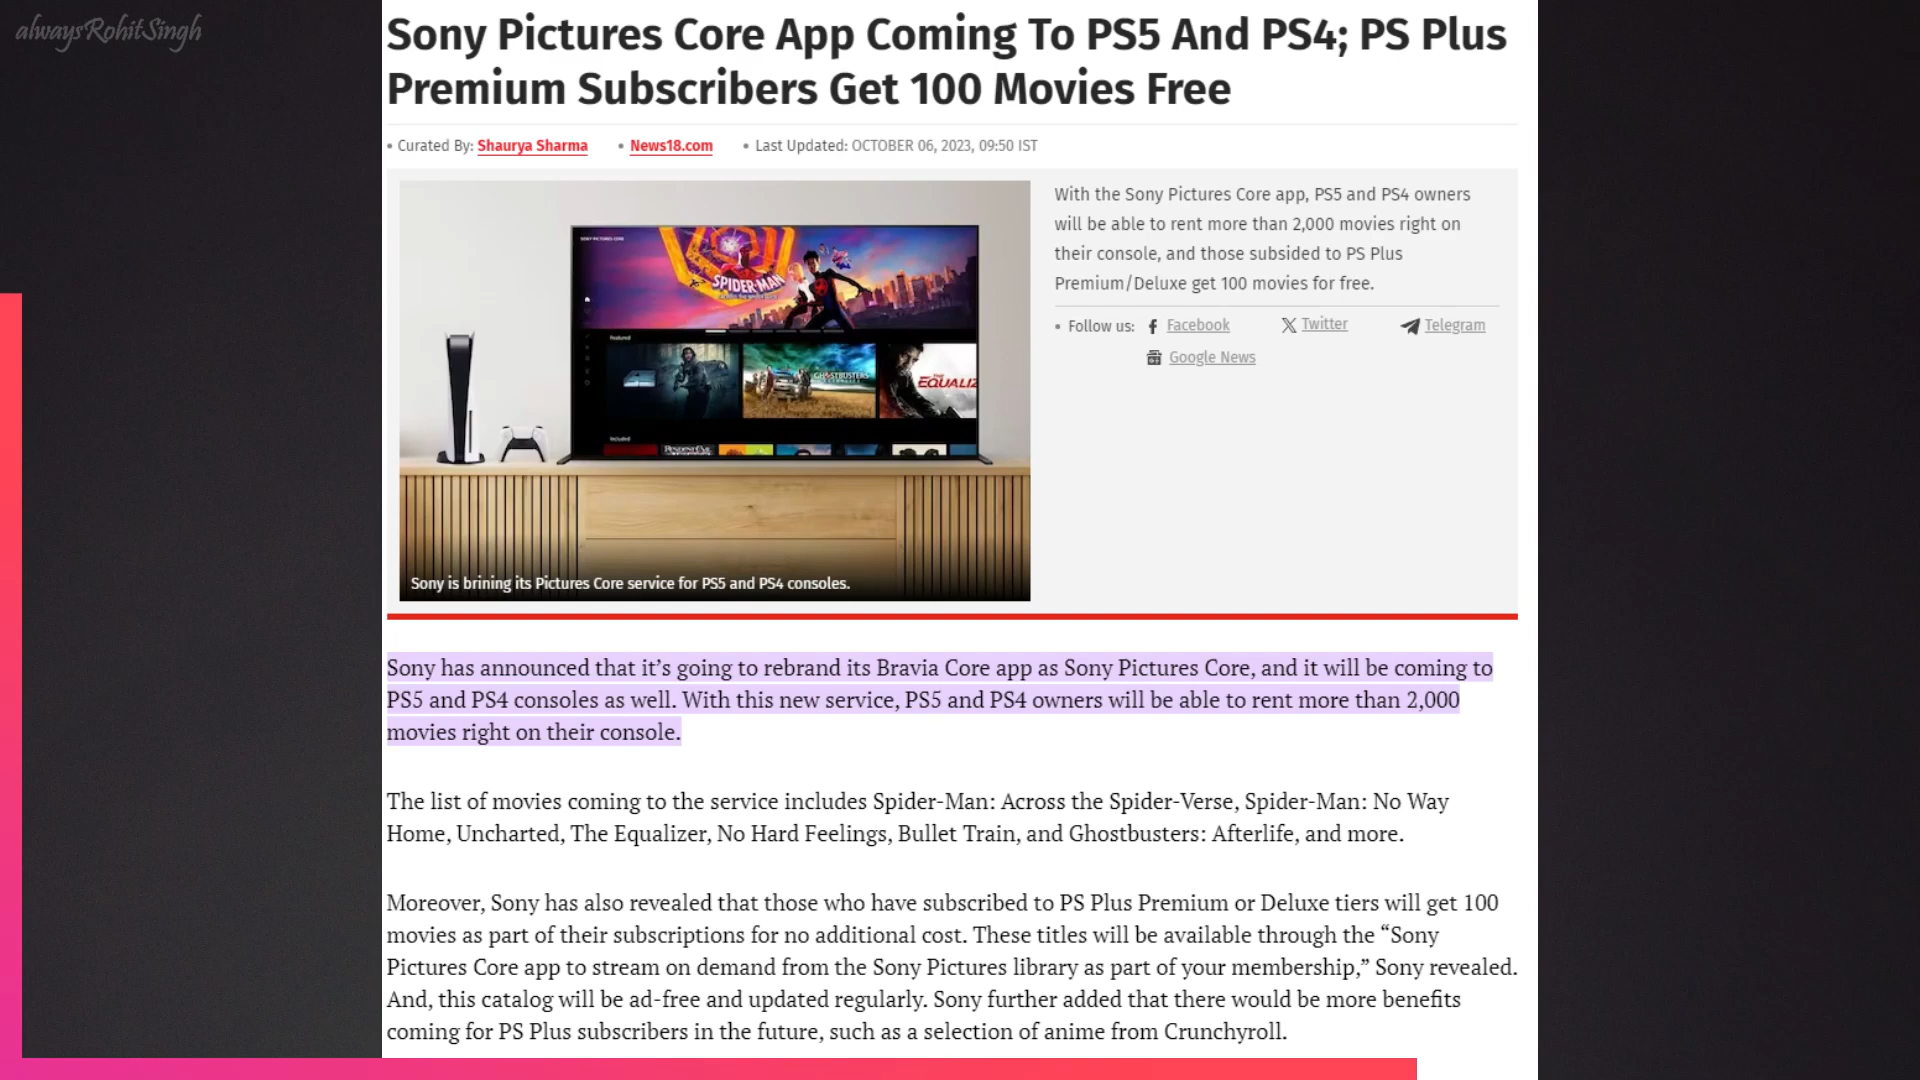 alwaysRohitSingh
Sony Pictures Core App Coming To PS5 And PS4; PS Plus
Premium Subscribers Get 100 Movies Free
• Curated By: Shaurya Sharma • News18.com • Last Updated: OCTOBER 06, 2023, 09:50 IST
SONY PICTURES CORE
SPIDER-MAN
Featured
GHOSTBUSTERS
THE
EQUALIZ
Included
RESIDENT EVIL
Sony is brining its Pictures Core service for PS5 and PS4 consoles.
With the Sony Pictures Core app, PS5 and PS4 owners
will be able to rent more than 2,000 movies right on
their console, and those subsided to PS Plus
Premium/Deluxe get 100 movies for free.
• Follow us: Facebook Twitter Telegram
Google News
Sony has announced that it’s going to rebrand its Bravia Core app as Sony Pictures Core, and it will be coming to
PS5 and PS4 consoles as well. With this new service, PS5 and PS4 owners will be able to rent more than 2,000
movies right on their console.
The list of movies coming to the service includes Spider-Man: Across the Spider-Verse, Spider-Man: No Way
Home, Uncharted, The Equalizer, No Hard Feelings, Bullet Train, and Ghostbusters: Afterlife, and more.
Moreover, Sony has also revealed that those who have subscribed to PS Plus Premium or Deluxe tiers will get 100
movies as part of their subscriptions for no additional cost. These titles will be available through the “Sony
Pictures Core app to stream on demand from the Sony Pictures library as part of your membership,” Sony revealed.
And, this catalog will be ad-free and updated regularly. Sony further added that there would be more benefits
coming for PS Plus subscribers in the future, such as a selection of anime from Crunchyroll.